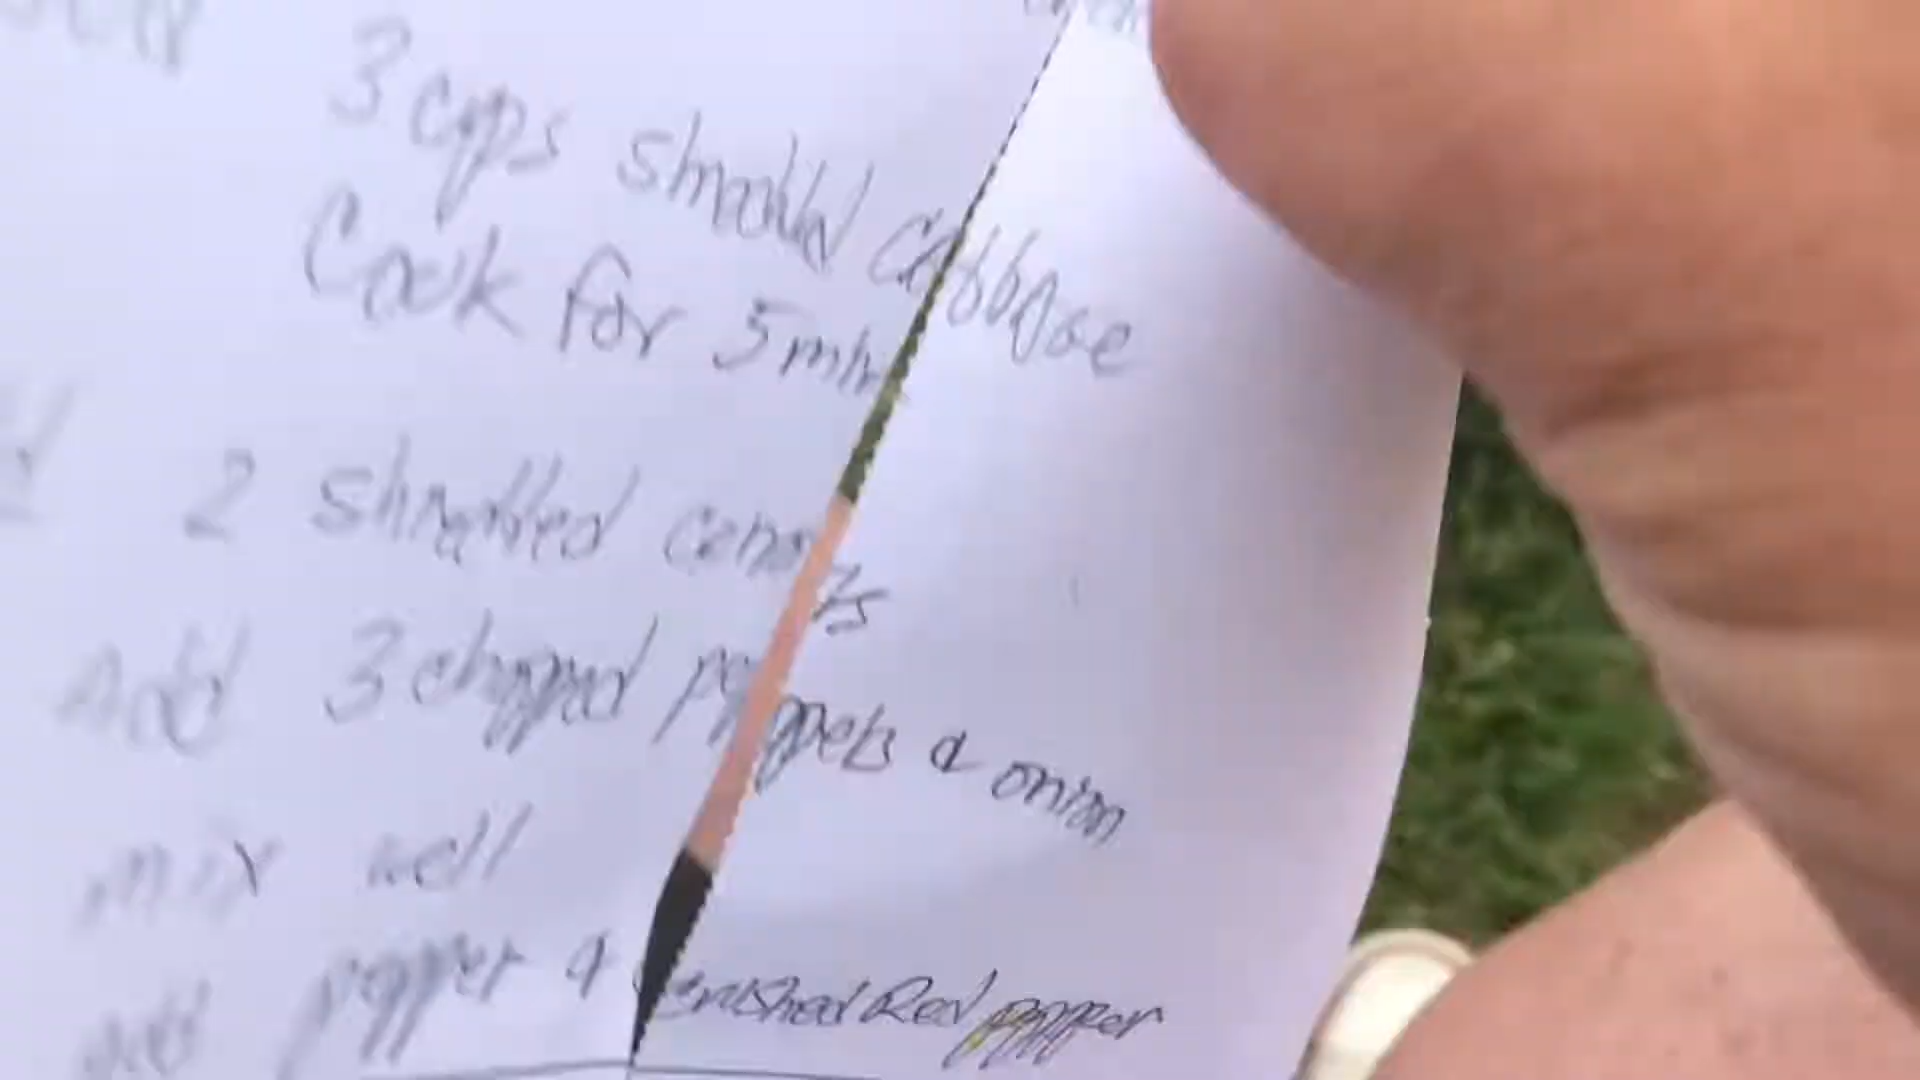 3 cups shredded cabbage
Cook for 5 min
2 shredded carrots
Add 3 chopped peppers & onion
mix well
add pepper & crushed Red pepper